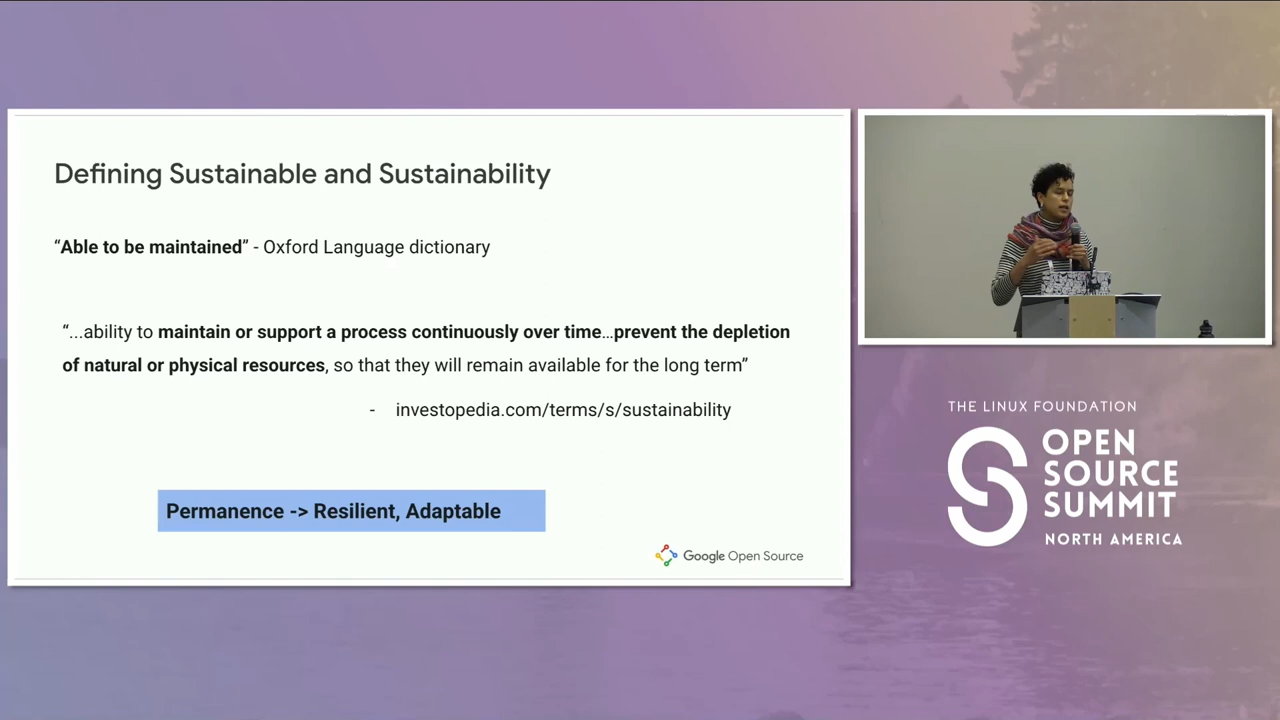 Defining Sustainable and Sustainability
“Able to be maintained” - Oxford Language dictionary
“...ability to maintain or support a process continuously over time…prevent the depletion
of natural or physical resources, so that they will remain available for the long term”
- investopedia.com/terms/s/sustainability
Permanence -> Resilient, Adaptable
Google Open Source
THE LINUX FOUNDATION
OPEN
SOURCE
SUMMIT
NORTH AMERICA